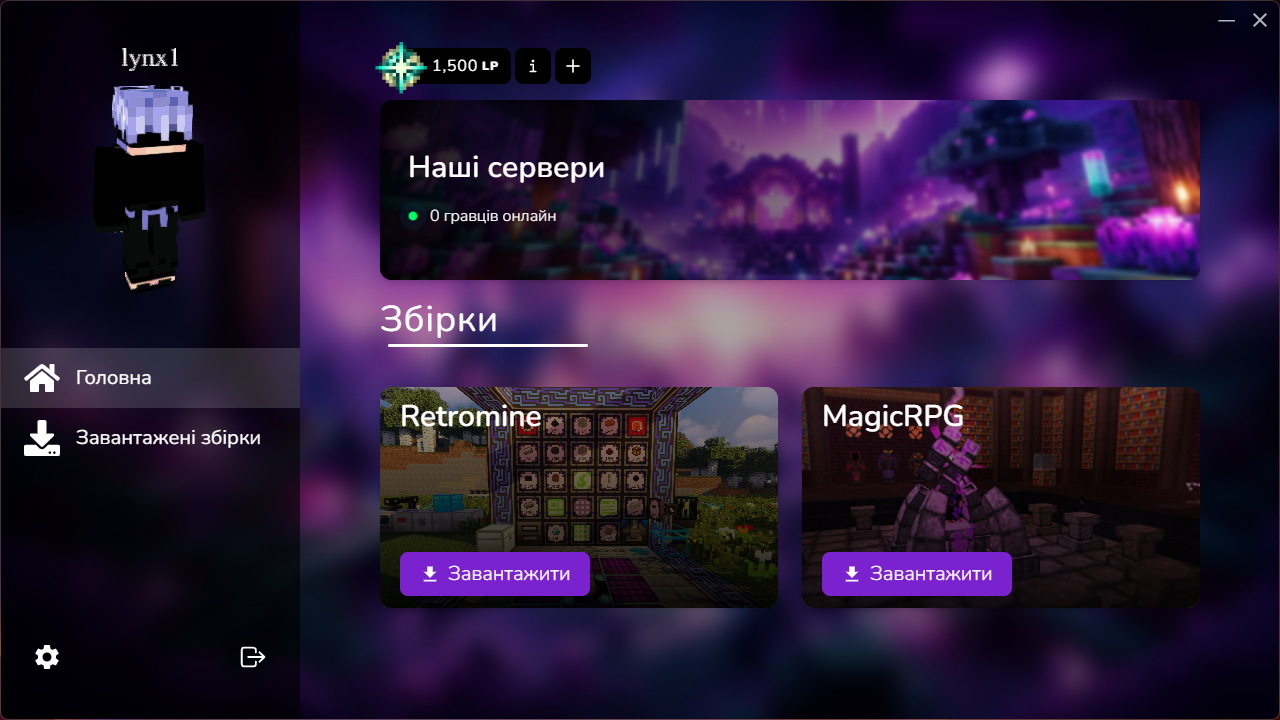 lynx1
1,500 LP
i
+
Наші сервери
0 гравців онлайн
Збірки
Головна
Завантажені збірки
Retromine
MagicRPG
Завантажити
Завантажити